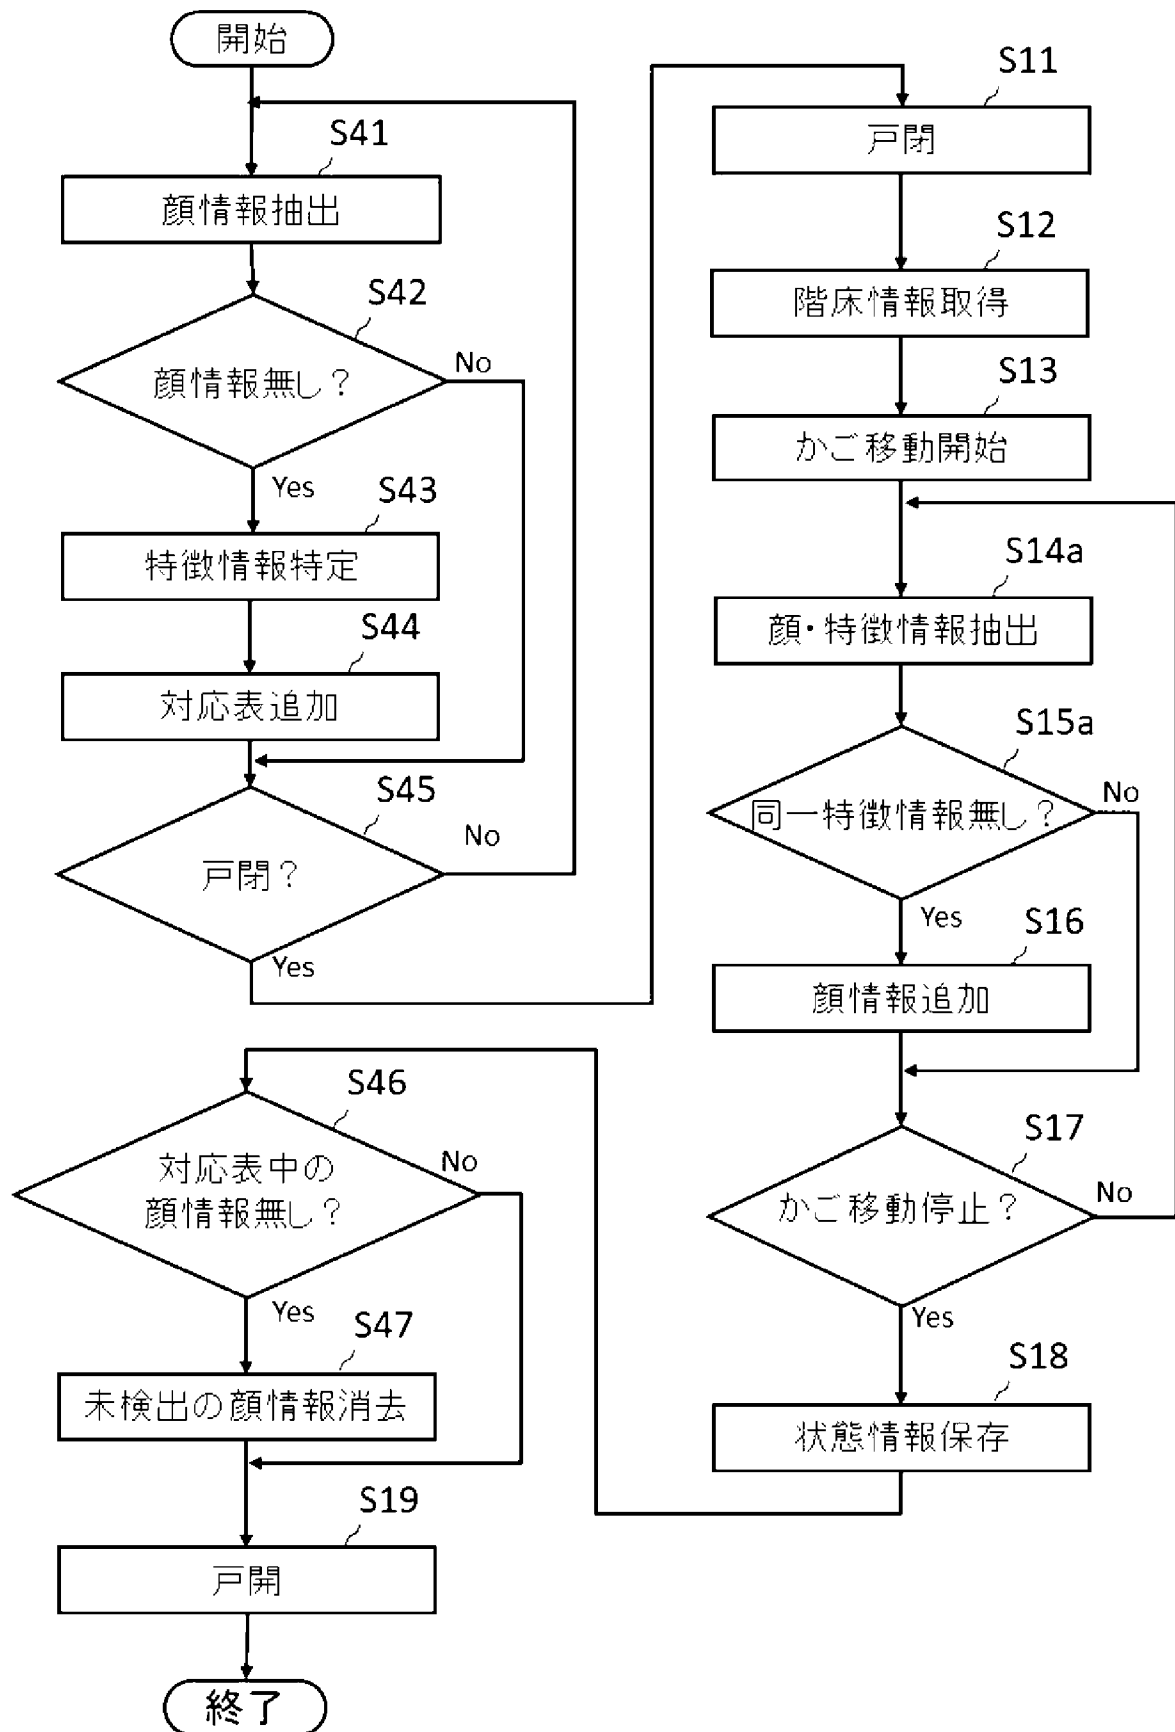 開始
S41
顔情報抽出
S42
顔情報無し？
No
Yes
S43
特徴情報特定
S44
対応表追加
S45
戸閉？
No
Yes
S11
戸閉
S12
階床情報取得
S13
かご移動開始
S14a
顔・特徴情報抽出
S15a
同一特徴情報無し？
No
Yes
S16
顔情報追加
S17
かご移動停止？
No
Yes
S18
状態情報保存
S46
対応表中の
顔情報無し？
No
Yes
S47
未検出の顔情報消去
S19
戸開
終了